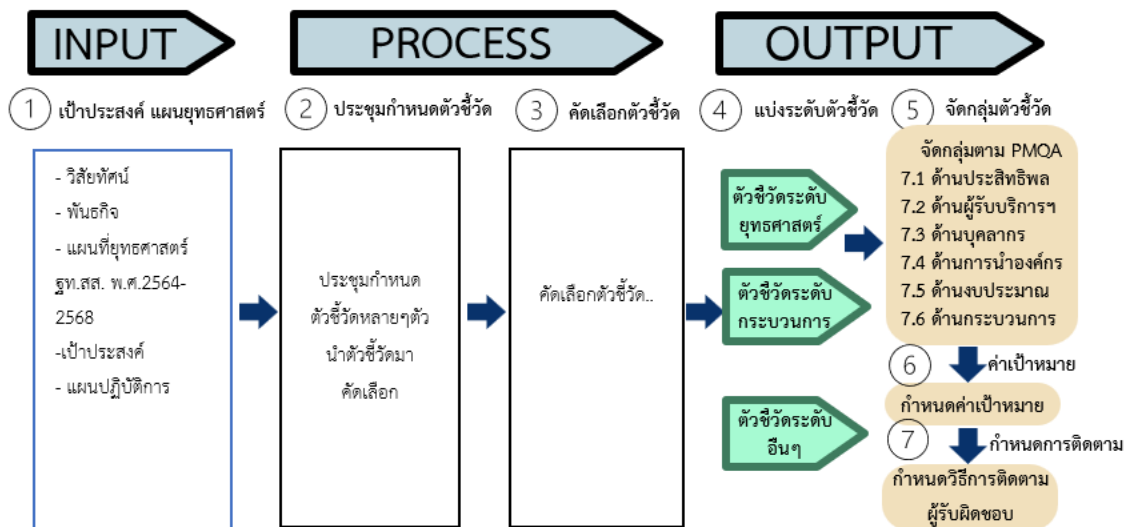 INPUT
PROCESS
OUTPUT
1 เป้าประสงค์ แผนยุทธศาสตร์
2 ประชุมกำหนดตัวชี้วัด
3 คัดเลือกตัวชี้วัด
4 แบ่งระดับตัวชี้วัด
5 จัดกลุ่มตัวชี้วัด
- วิสัยทัศน์
- พันธกิจ
- แผนที่ยุทธศาสตร์
ฐท.สส. พ.ศ.2564-
2568
-เป้าประสงค์
- แผนปฏิบัติการ
ประชุมกำหนด
ตัวชี้วัดหลายๆตัว
นำตัวชี้วัดมา
คัดเลือก
คัดเลือกตัวชี้วัด..
ตัวชี้วัดระดับ
ยุทธศาสตร์
ตัวชี้วัดระดับ
กระบวนการ
ตัวชี้วัดระดับ
อื่นๆ
จัดกลุ่มตาม PMQA
7.1 ด้านประสิทธิพล
7.2 ด้านผู้รับบริการฯ
7.3 ด้านบุคลากร
7.4 ด้านการนำองค์กร
7.5 ด้านงบประมาณ
7.6 ด้านกระบวนการ
6 ค่าเป้าหมาย
กำหนดค่าเป้าหมาย
7 กำหนดการติดตาม
กำหนดวิธีการติดตาม
ผู้รับผิดชอบ